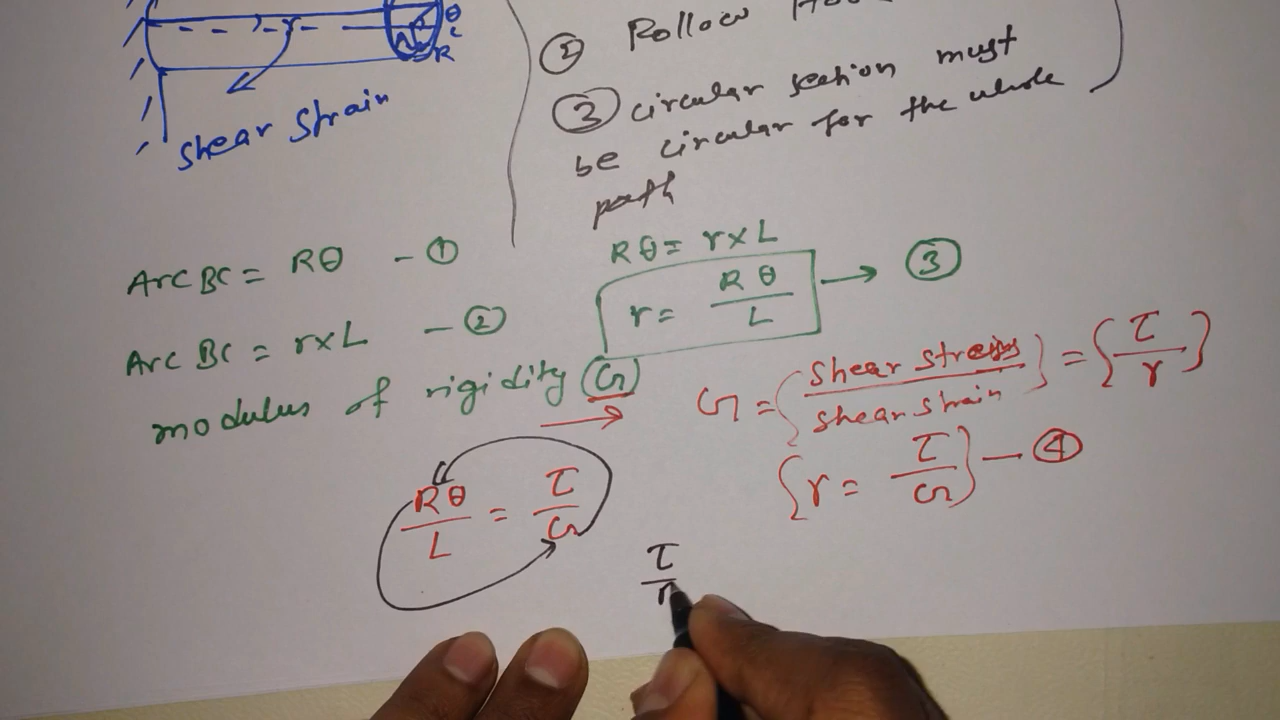 θ
L
R
shear strain
② Follow
③ circular section must
be circular for the whole
path
Arc BC = Rθ - ①
Arc BC = r×L - ②
Rθ = r×L
r = Rθ/L → ③
modulus of rigidity (G)
G = {shear stress/shear strain} = {τ/r}
{r = τ/G} - ④
Rθ/L = τ/G
τ/r